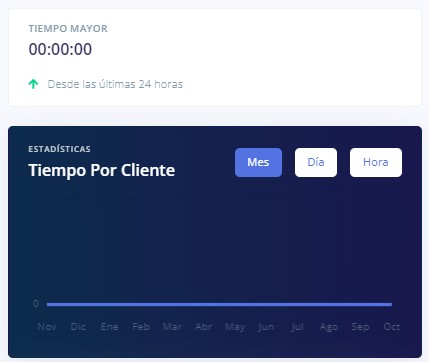 TIEMPO MAYOR
00:00:00
Desde las últimas 24 horas
ESTADÍSTICAS
Tiempo Por Cliente
Mes Día Hora
0
Nov Dic Ene Feb Mar Abr May Jun Jul Ago Sep Oct